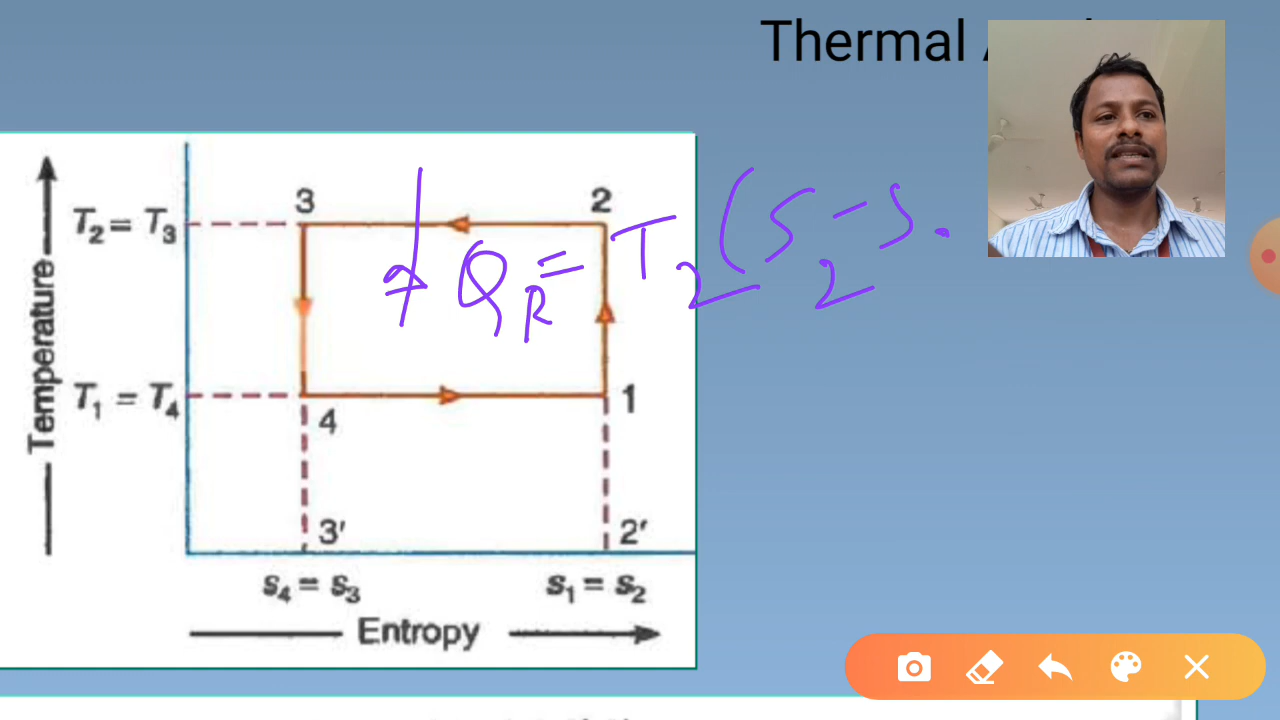 Thermal
Temperature
T₂ = T₃
3
2
Q_R = T₂ (S₂ - S.
T₁ = T₄
4
1
3'
2'
s₄ = s₃
s₁ = s₂
Entropy